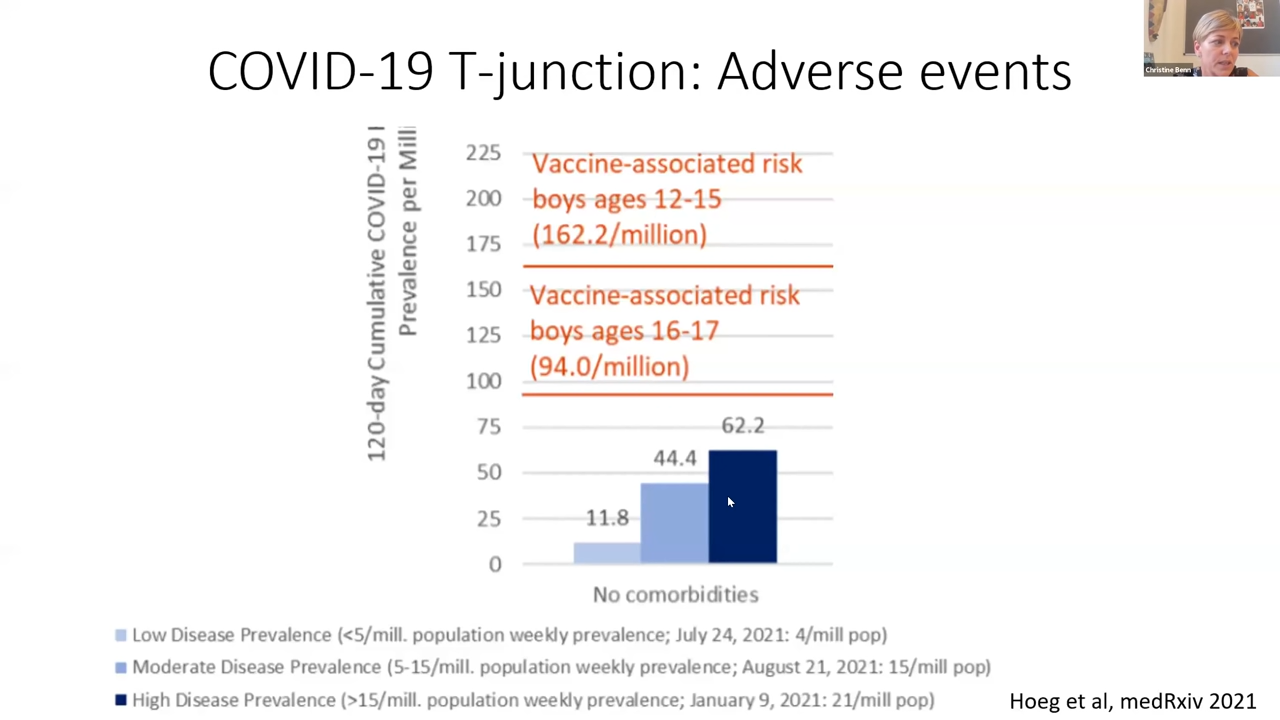 COVID-19 T-junction: Adverse events
Christine Benn
120-day Cumulative COVID-19
Prevalence per Mill
225
200
175
150
125
100
75
50
25
0
Vaccine-associated risk
boys ages 12-15
(162.2/million)
Vaccine-associated risk
boys ages 16-17
(94.0/million)
11.8
44.4
62.2
No comorbidities
Low Disease Prevalence (<5/mill. population weekly prevalence; July 24, 2021: 4/mill pop)
Moderate Disease Prevalence (5-15/mill. population weekly prevalence; August 21, 2021: 15/mill pop)
High Disease Prevalence (>15/mill. population weekly prevalence; January 9, 2021: 21/mill pop)
Hoeg et al, medRxiv 2021